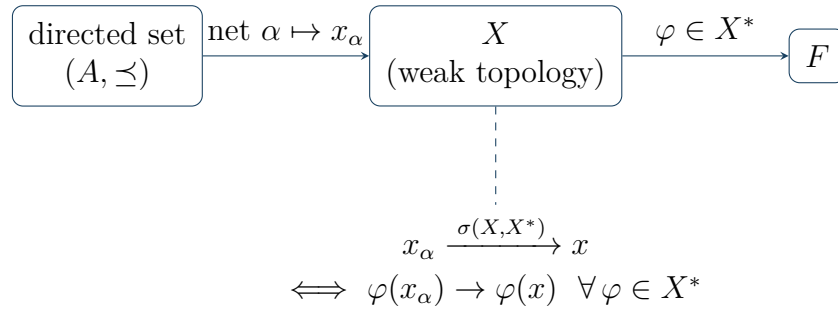 directed set
(A, ⪯)
net α ↦ x_α
X
(weak topology)
φ ∈ X*
F
x_α —σ(X,X*)→ x
⟺ φ(x_α) → φ(x) ∀ φ ∈ X*